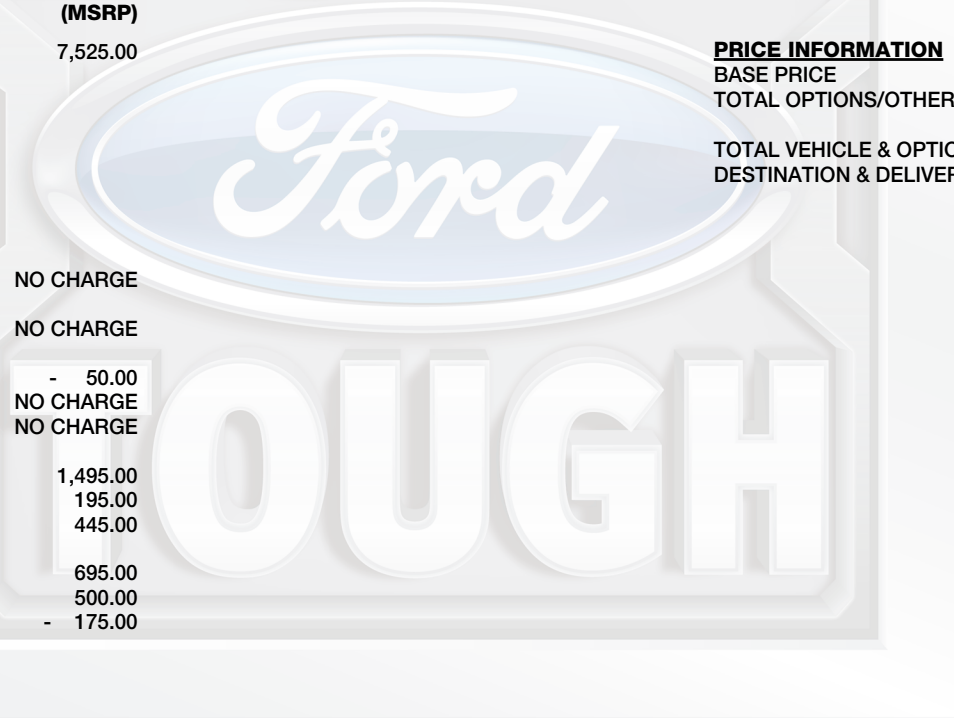 (MSRP)
7,525.00
NO CHARGE
NO CHARGE
- 50.00
NO CHARGE
NO CHARGE
1,495.00
195.00
445.00
695.00
500.00
- 175.00
PRICE INFORMATION
BASE PRICE
TOTAL OPTIONS/OTHER
TOTAL VEHICLE & OPTIO
DESTINATION & DELIVER
Ford
TOUGH